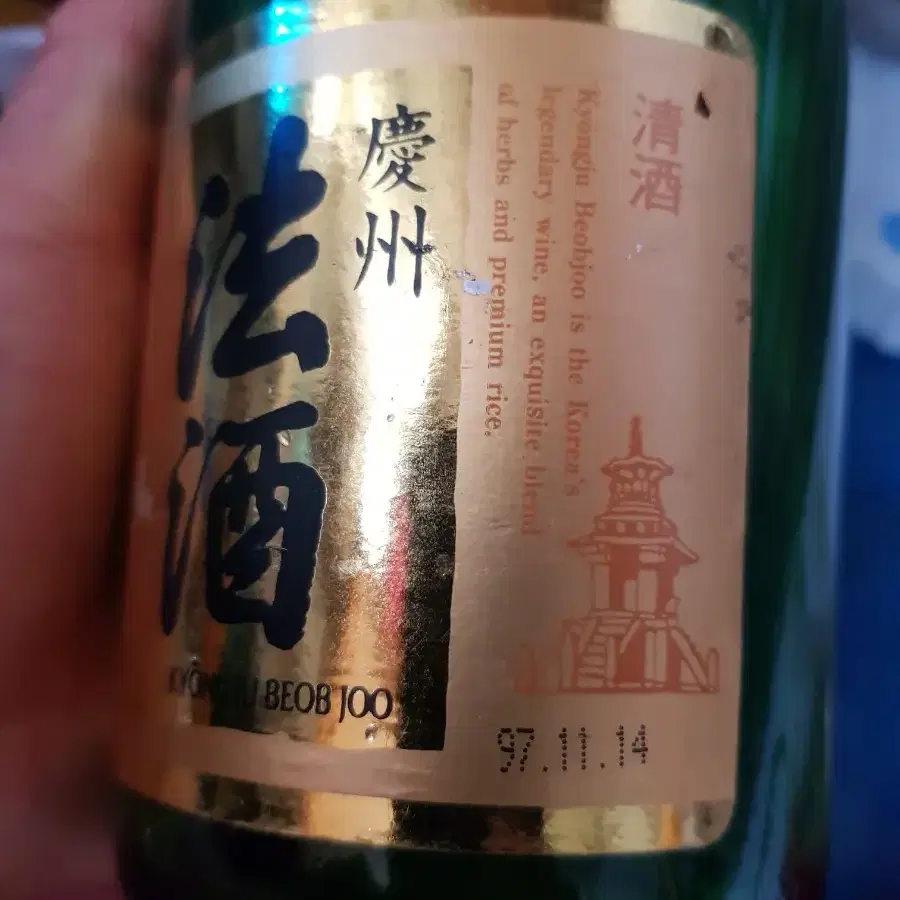 慶州
法酒
KYŎNGJU BEOB JOO
清酒
Kyongju Beobjoo is the Korea's
legendary wine, an exquisite blend
of herbs and premium rice.
97.11.14